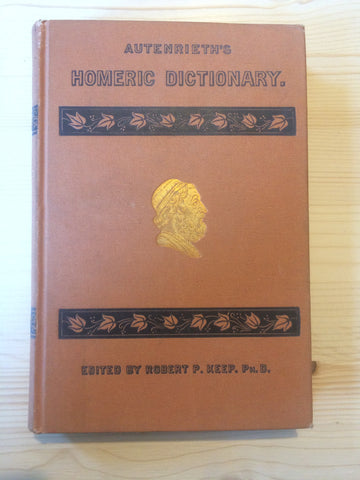 AUTENRIETH'S
HOMERIC DICTIONARY.
EDITED BY ROBERT P. KEEP, PH.D.